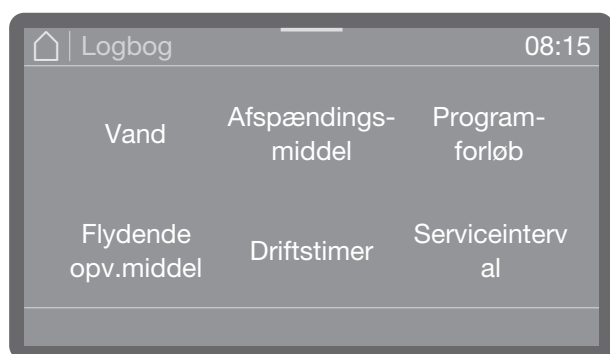 Logbog
08:15
Vand
Afspændings-
middel
Program-
forløb
Flydende
opv.middel
Driftstimer
Serviceinterv
al